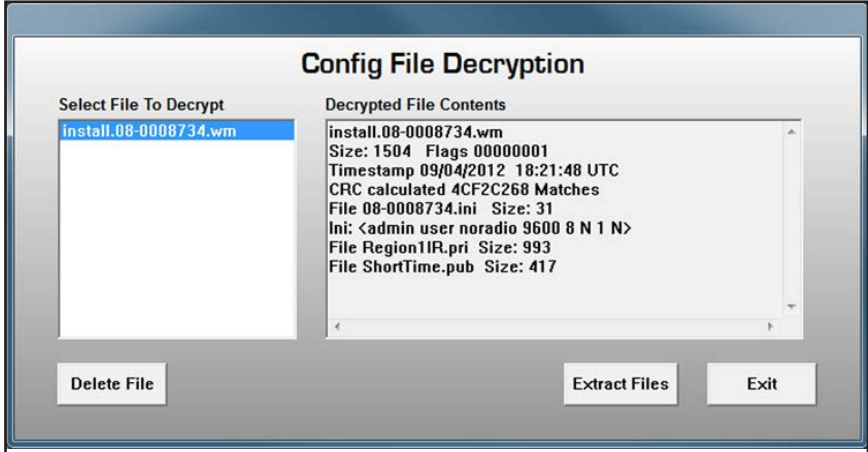 Config File Decryption
Select File To Decrypt
install.08-0008734.wm
Decrypted File Contents
install.08-0008734.wm
Size: 1504  Flags 00000001
Timestamp 09/04/2012  18:21:48 UTC
CRC calculated 4CF2C268 Matches
File 08-0008734.ini  Size: 31
Ini: <admin user noradio 9600 8 N 1 N>
File Region1IR.pri  Size: 993
File ShortTime.pub  Size: 417
Delete File
Extract Files
Exit